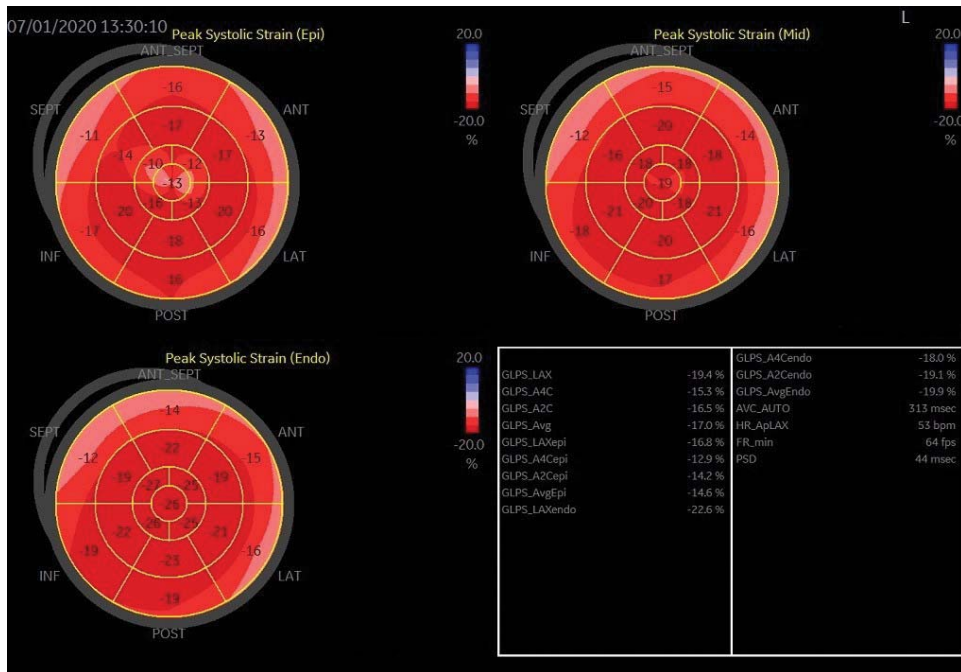 07/01/2020 13:30:10
L
Peak Systolic Strain (Epi)
20.0
ANT_SEPT
SEPT
ANT
-16
-11
-13
-17
-14
-17
-10
-12
-13
-20
-16
-13
-20
-17
-16
-18
-16
INF
LAT
POST
-20.0
%
Peak Systolic Strain (Mid)
20.0
ANT_SEPT
SEPT
ANT
-15
-12
-14
-20
-16
-18
-18
-19
-21
-20
-18
-21
-18
-16
-20
-17
INF
LAT
POST
-20.0
%
Peak Systolic Strain (Endo)
20.0
ANT_SEPT
SEPT
ANT
-14
-12
-15
-22
-19
-19
-27
-25
-26
-22
-26
-25
-21
-19
-16
-23
-19
INF
LAT
POST
-20.0
%
GLPS_LAX -19.4 %
GLPS_A4C -15.3 %
GLPS_A2C -16.5 %
GLPS_Avg -17.0 %
GLPS_LAXepi -16.8 %
GLPS_A4Cepi -12.9 %
GLPS_A2Cepi -14.2 %
GLPS_AvgEpi -14.6 %
GLPS_LAXendo -22.6 %
GLPS_A4Cendo -18.0 %
GLPS_A2Cendo -19.1 %
GLPS_AvgEndo -19.9 %
AVC_AUTO 313 msec
HR_ApLAX 53 bpm
FR_min 64 fps
PSD 44 msec